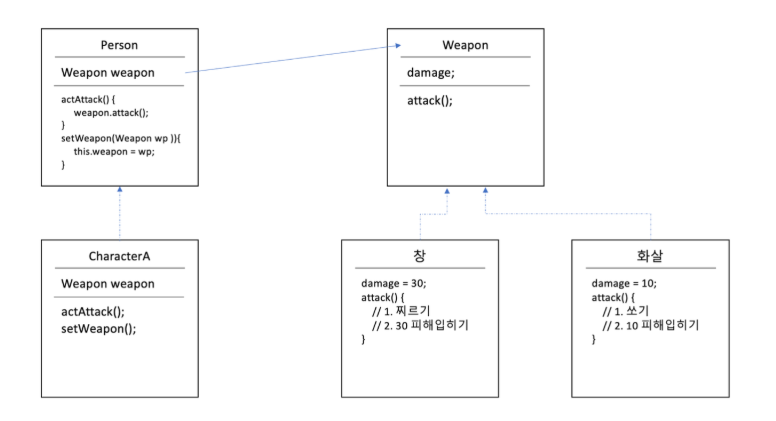 Person
Weapon weapon
actAttack() {
weapon.attack();
}
setWeapon(Weapon wp )){
this.weapon = wp;
}
Weapon
damage;
attack();
CharacterA
Weapon weapon
actAttack();
setWeapon();
창
damage = 30;
attack() {
// 1. 찌르기
// 2. 30 피해입히기
}
화살
damage = 10;
attack() {
// 1. 쏘기
// 2. 10 피해입히기
}